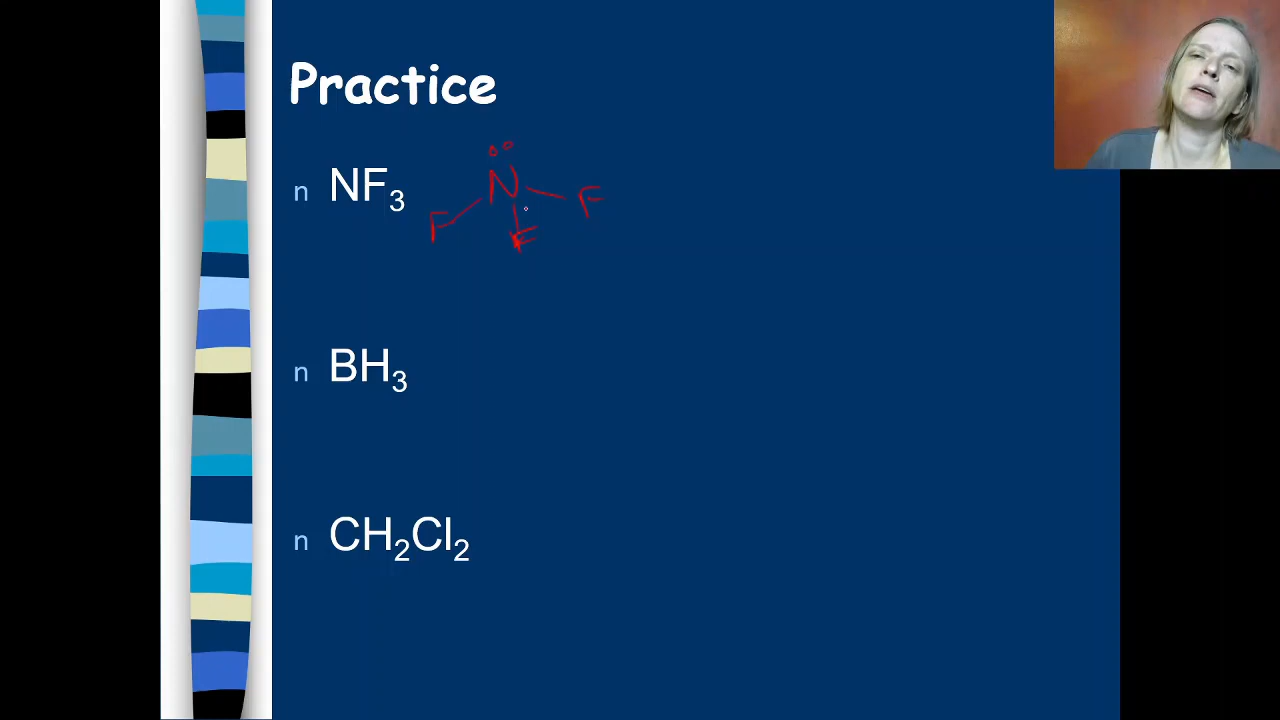 Practice
n NF₃
N
F F
F
n BH₃
n CH₂Cl₂